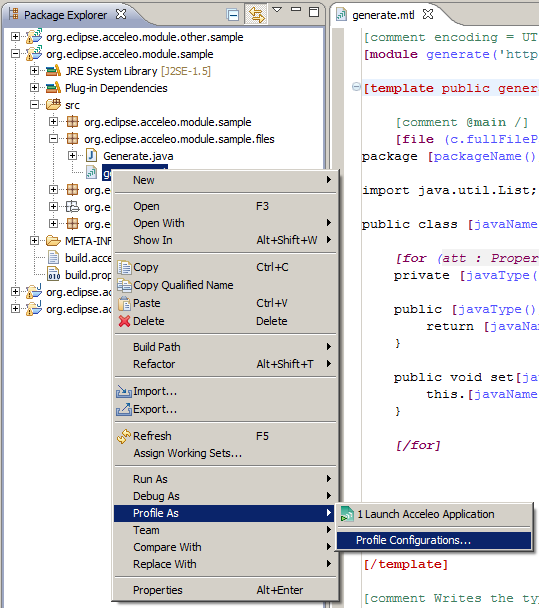 Package Explorer
org.eclipse.acceleo.module.other.sample
org.eclipse.acceleo.module.sample
JRE System Library [J2SE-1.5]
Plug-in Dependencies
src
org.eclipse.acceleo.module.sample
org.eclipse.acceleo.module.sample.files
Generate.java
org.e
org.e
org.e
META-INF
build.acce
build.prop
org.eclipse.ac
org.eclipse.ac
New
Open F3
Open With
Show In Alt+Shift+W
Copy Ctrl+C
Copy Qualified Name
Paste Ctrl+V
Delete Delete
Build Path
Refactor Alt+Shift+T
Import...
Export...
Refresh F5
Assign Working Sets...
Run As
Debug As
Profile As
Team
Compare With
Replace With
Properties Alt+Enter
1 Launch Acceleo Application
Profile Configurations...
generate.mtl
[comment encoding = UT
[module generate('http
[template public gener
[comment @main /]
[file (c.fullFileP
package [packageName()
import java.util.List;
public class [javaName
[for (att : Proper
private [javaType(
public [javaType()
return [javaNa
}
public void set[ja
this.[javaName
}
[/for]
[/template]
[comment Writes the ty